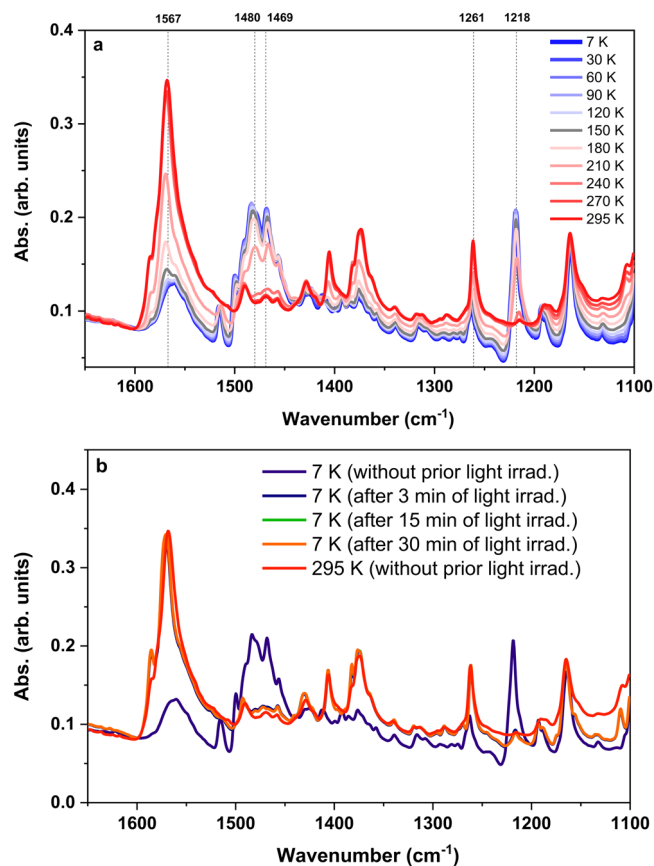 1567 1480 1469 1261 1218
a
0.4
0.3
0.2
0.1
Abs. (arb. units)
7 K
30 K
60 K
90 K
120 K
150 K
180 K
210 K
240 K
270 K
295 K
1600 1500 1400 1300 1200 1100
Wavenumber (cm⁻¹)
b
0.4
0.3
0.2
0.1
0.0
Abs. (arb. units)
7 K (without prior light irrad.)
7 K (after 3 min of light irrad.)
7 K (after 15 min of light irrad.)
7 K (after 30 min of light irrad.)
295 K (without prior light irrad.)
1600 1500 1400 1300 1200 1100
Wavenumber (cm⁻¹)